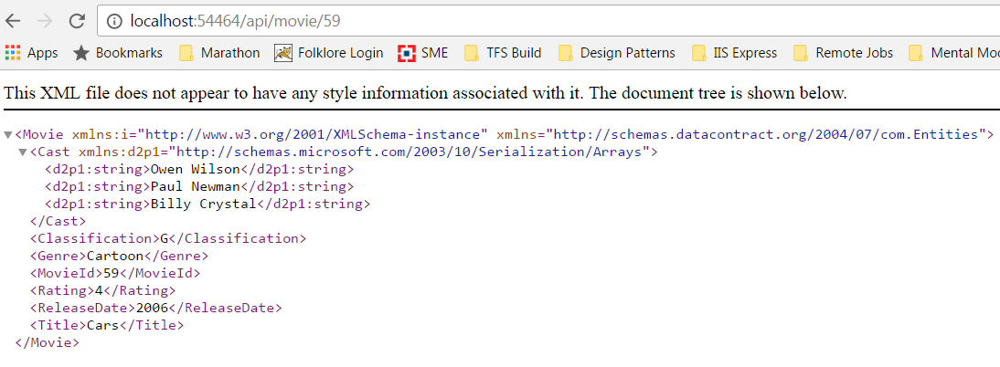 localhost:54464/api/movie/59
Apps Bookmarks Marathon Folklore Login SME TFS Build Design Patterns IIS Express Remote Jobs Mental Mod
This XML file does not appear to have any style information associated with it. The document tree is shown below.
▼<Movie xmlns:i="http://www.w3.org/2001/XMLSchema-instance" xmlns="http://schemas.datacontract.org/2004/07/com.Entities">
▼<Cast xmlns:d2p1="http://schemas.microsoft.com/2003/10/Serialization/Arrays">
<d2p1:string>Owen Wilson</d2p1:string>
<d2p1:string>Paul Newman</d2p1:string>
<d2p1:string>Billy Crystal</d2p1:string>
</Cast>
<Classification>G</Classification>
<Genre>Cartoon</Genre>
<MovieId>59</MovieId>
<Rating>4</Rating>
<ReleaseDate>2006</ReleaseDate>
<Title>Cars</Title>
</Movie>